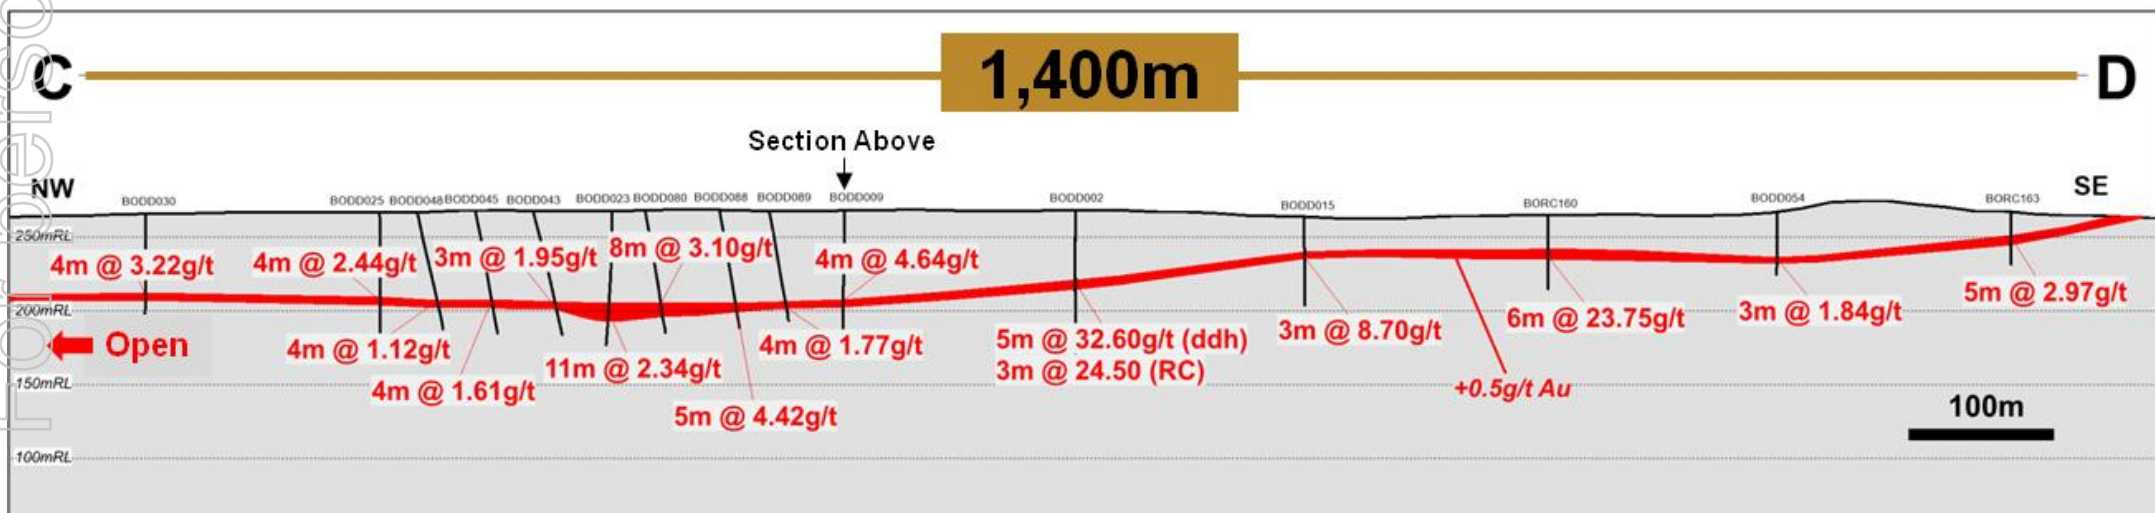 C
1,400m
D
Section Above
NW
SE
BODD030
BODD025
BODD048
BODD045
BODD043
BODD023
BODD080
BODD088
BODD089
BODD009
BODD002
BODD015
BORC160
BODD054
BORC163
250mRL
4m @ 3.22g/t
4m @ 2.44g/t
3m @ 1.95g/t
8m @ 3.10g/t
4m @ 4.64g/t
5m @ 2.97g/t
200mRL
Open
4m @ 1.12g/t
4m @ 1.61g/t
11m @ 2.34g/t
5m @ 4.42g/t
4m @ 1.77g/t
5m @ 32.60g/t (ddh)
3m @ 24.50 (RC)
3m @ 8.70g/t
6m @ 23.75g/t
3m @ 1.84g/t
150mRL
+0.5g/t Au
100m
100mRL